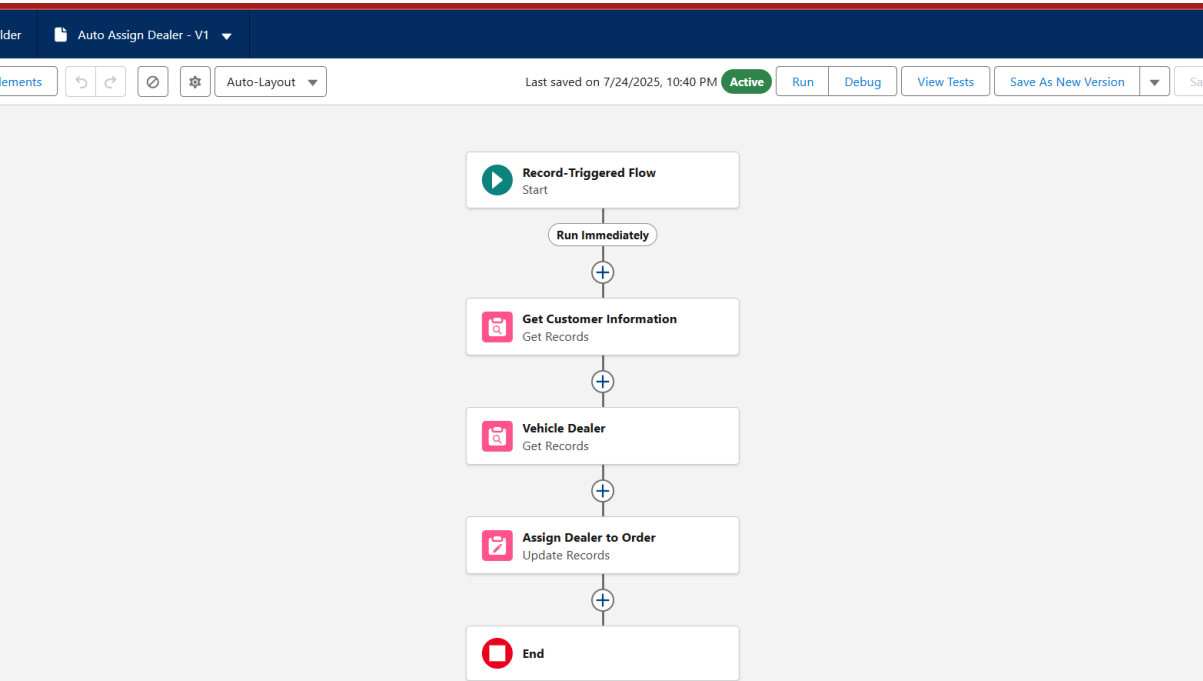 lder
Auto Assign Dealer - V1
lements
Auto-Layout
Last saved on 7/24/2025, 10:40 PM
Active
Run
Debug
View Tests
Save As New Version
Sa
Record-Triggered Flow
Start
Run Immediately
Get Customer Information
Get Records
Vehicle Dealer
Get Records
Assign Dealer to Order
Update Records
End